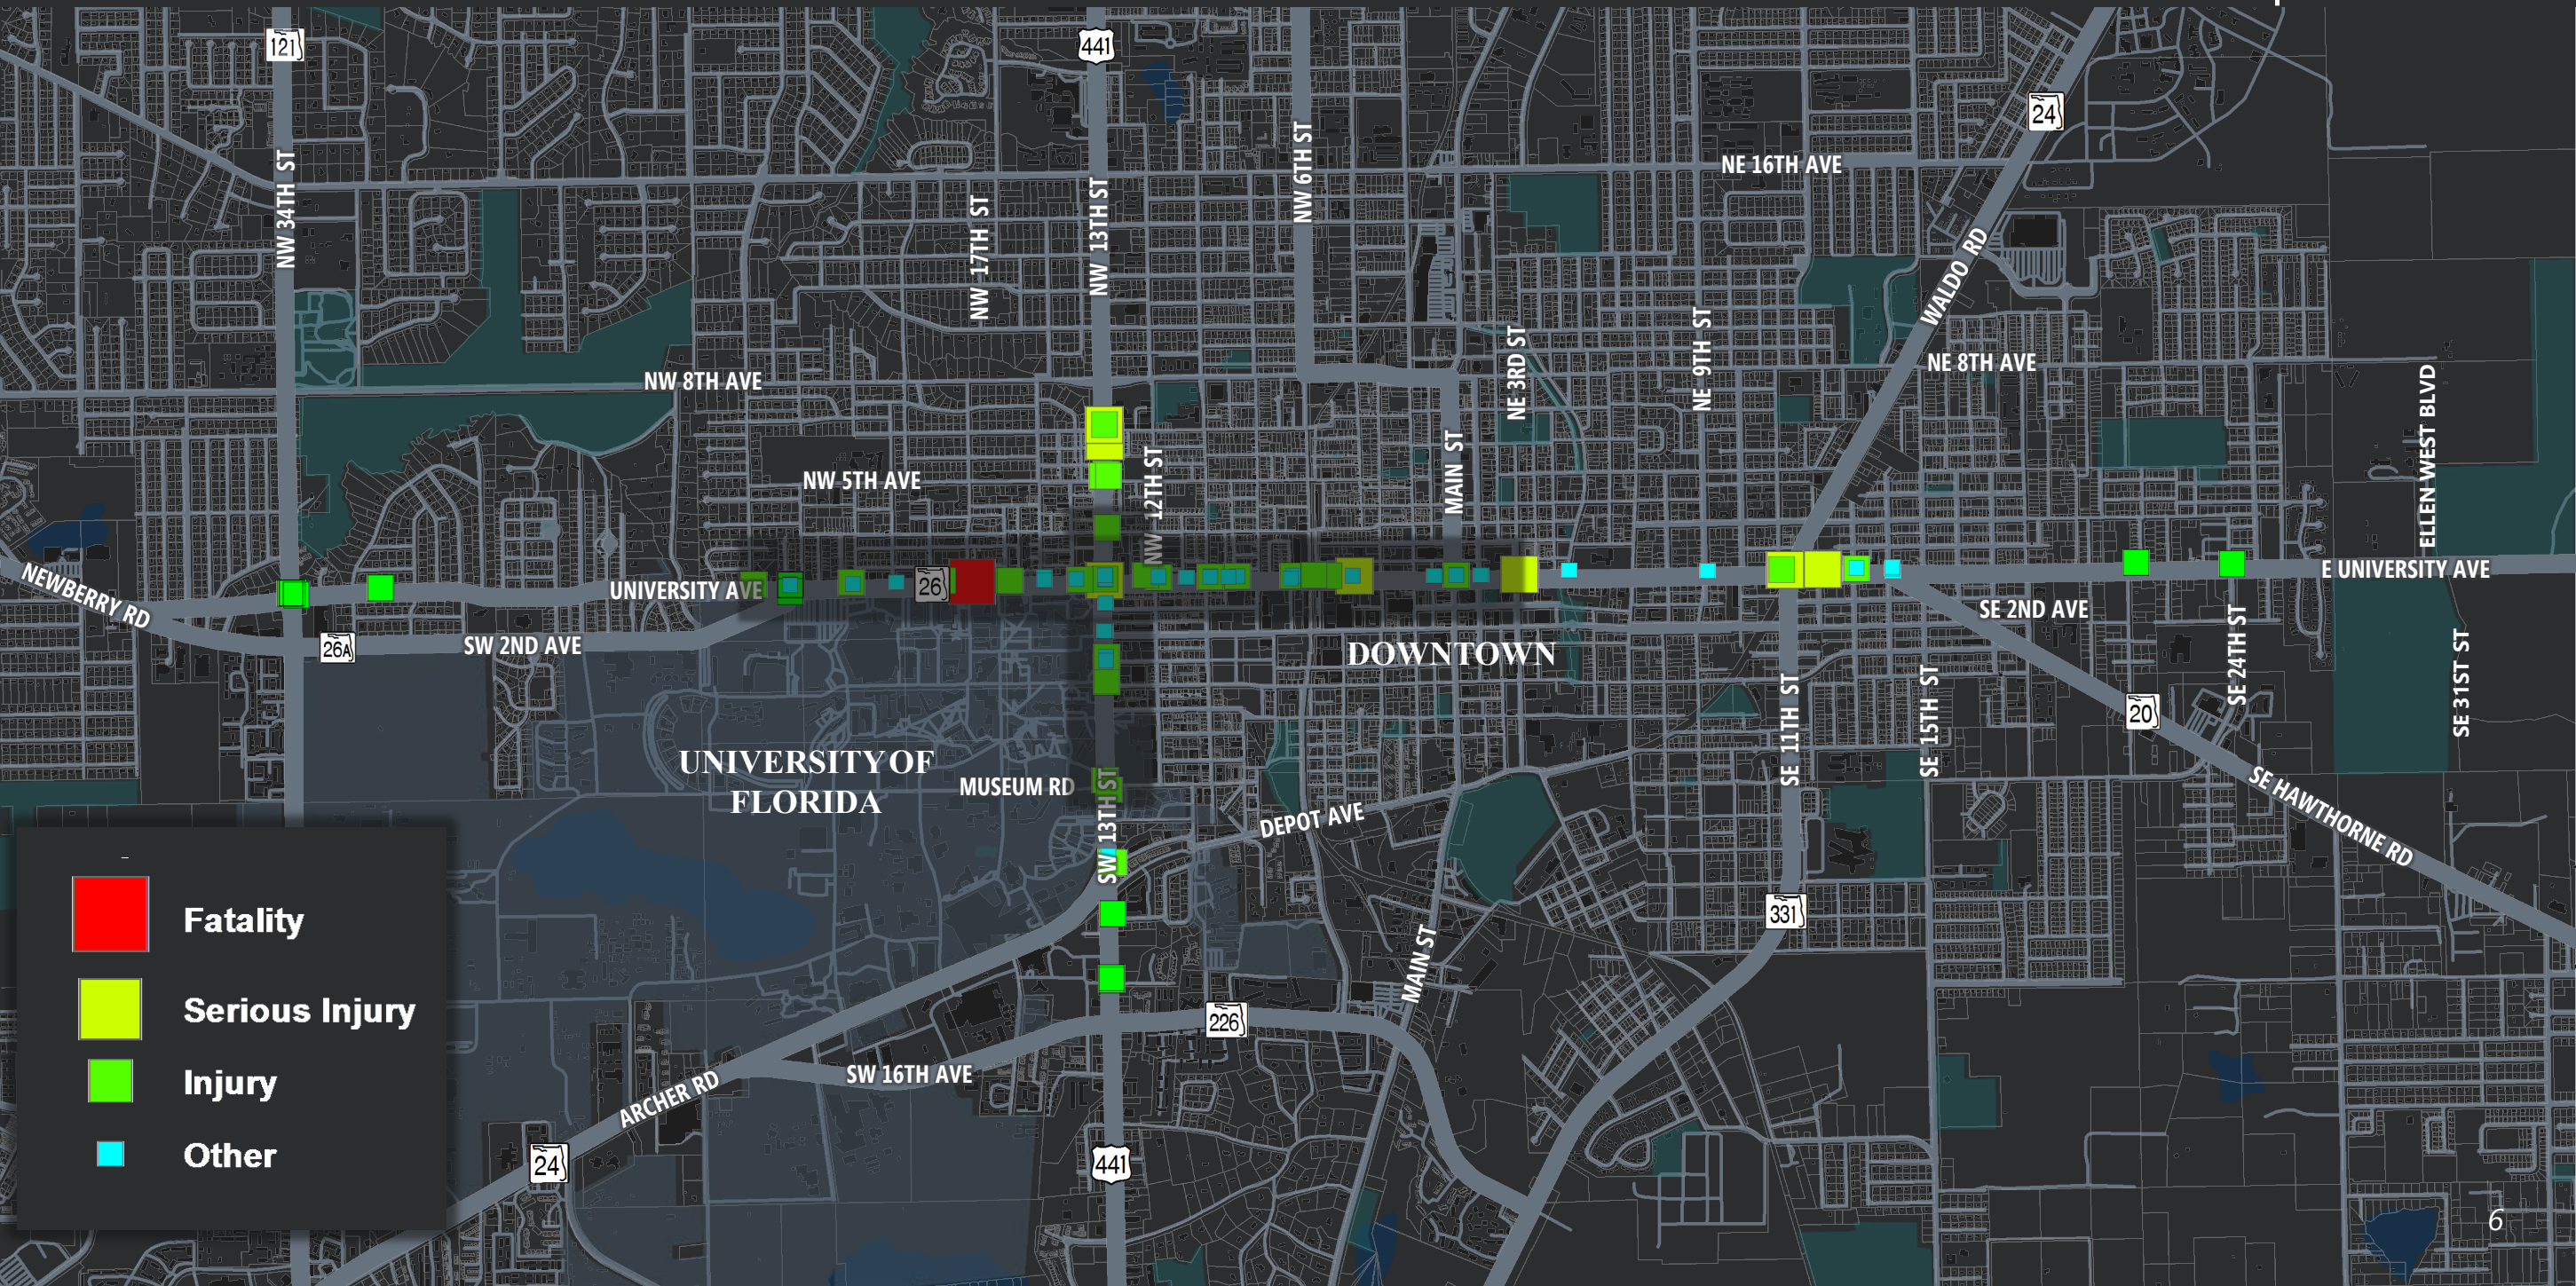 121
441
24
NE 16TH AVE
NW 34TH ST
NW 17TH ST
NW 13TH ST
NW 6TH ST
WALDO RD
NE 3RD ST
NE 9TH ST
NE 8TH AVE
NW 8TH AVE
ELLEN WEST BLVD
NW 5TH AVE
NW 12TH ST
MAIN ST
NEWBERRY RD
UNIVERSITY AVE
26
E UNIVERSITY AVE
26A
SW 2ND AVE
SE 2ND AVE
DOWNTOWN
SE 11TH ST
SE 15TH ST
20
SE 24TH ST
SE 31ST ST
UNIVERSITY OF
FLORIDA
MUSEUM RD
SW 13TH ST
DEPOT AVE
SE HAWTHORNE RD
331
MAIN ST
226
SW 16TH AVE
ARCHER RD
24
441
Fatality
Serious Injury
Injury
Other
6